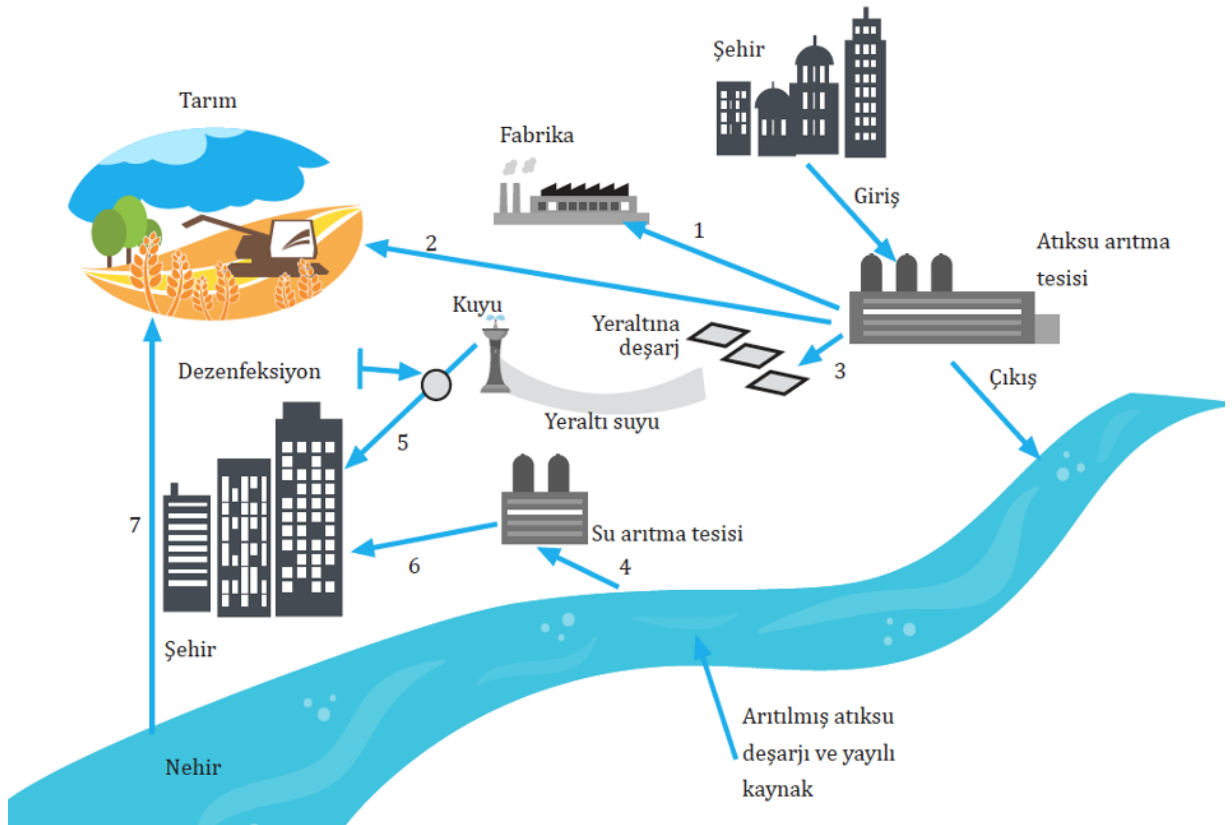 Şehir
Tarım
Fabrika
Giriş
1
Atıksu arıtma
tesisi
2
Kuyu
Yeraltına
deşarj
3
Dezenfeksiyon
Çıkış
Yeraltı suyu
5
7
Su arıtma tesisi
6
4
Şehir
Arıtılmış atıksu
deşarjı ve yayılı
kaynak
Nehir